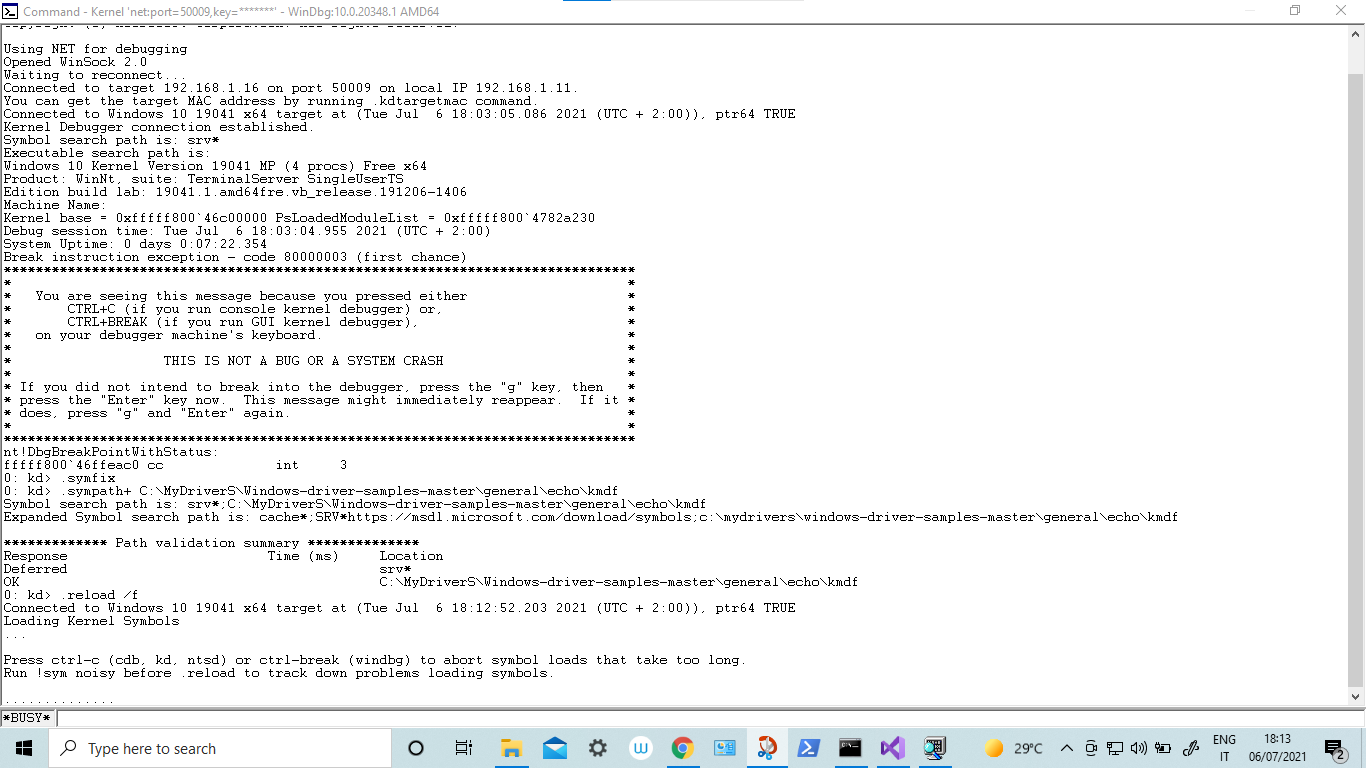 Command - Kernel 'net:port=50009,key=*******' - WinDbg:10.0.20348.1 AMD64
Using NET for debugging
Opened WinSock 2.0
Waiting to reconnect...
Connected to target 192.168.1.16 on port 50009 on local IP 192.168.1.11.
You can get the target MAC address by running .kdtargetmac command.
Connected to Windows 10 19041 x64 target at (Tue Jul  6 18:03:05.086 2021 (UTC + 2:00)), ptr64 TRUE
Kernel Debugger connection established.
Symbol search path is: srv*
Executable search path is:
Windows 10 Kernel Version 19041 MP (4 procs) Free x64
Product: WinNt, suite: TerminalServer SingleUserTS
Edition build lab: 19041.1.amd64fre.vb_release.191206-1406
Machine Name:
Kernel base = 0xfffff800`46c00000 PsLoadedModuleList = 0xfffff800`4782a230
Debug session time: Tue Jul  6 18:03:04.955 2021 (UTC + 2:00)
System Uptime: 0 days 0:07:22.354
Break instruction exception - code 80000003 (first chance)
*******************************************************************************
*                                                                             *
*   You are seeing this message because you pressed either                    *
*       CTRL+C (if you run console kernel debugger) or,                       *
*       CTRL+BREAK (if you run GUI kernel debugger),                          *
*   on your debugger machine's keyboard.                                      *
*                                                                             *
*                   THIS IS NOT A BUG OR A SYSTEM CRASH                       *
*                                                                             *
* If you did not intend to break into the debugger, press the "g" key, then   *
* press the "Enter" key now.  This message might immediately reappear.  If it *
* does, press "g" and "Enter" again.                                          *
*                                                                             *
*******************************************************************************
nt!DbgBreakPointWithStatus:
fffff800`46ffeac0 cc              int     3
0: kd> .symfix
0: kd> .sympath+ C:\MyDriverS\Windows-driver-samples-master\general\echo\kmdf
Symbol search path is: srv*;C:\MyDriverS\Windows-driver-samples-master\general\echo\kmdf
Expanded Symbol search path is: cache*;SRV*https://msdl.microsoft.com/download/symbols;c:\mydrivers\windows-driver-samples-master\general\echo\kmdf
************* Path validation summary **************
Response                         Time (ms)     Location
Deferred                                       srv*
OK                                             C:\MyDriverS\Windows-driver-samples-master\general\echo\kmdf
0: kd> .reload /f
Connected to Windows 10 19041 x64 target at (Tue Jul  6 18:12:52.203 2021 (UTC + 2:00)), ptr64 TRUE
Loading Kernel Symbols
...
Press ctrl-c (cdb, kd, ntsd) or ctrl-break (windbg) to abort symbol loads that take too long.
Run !sym noisy before .reload to track down problems loading symbols.
..............
*BUSY*
Type here to search
29°C
ENG
IT
18:13
06/07/2021
2